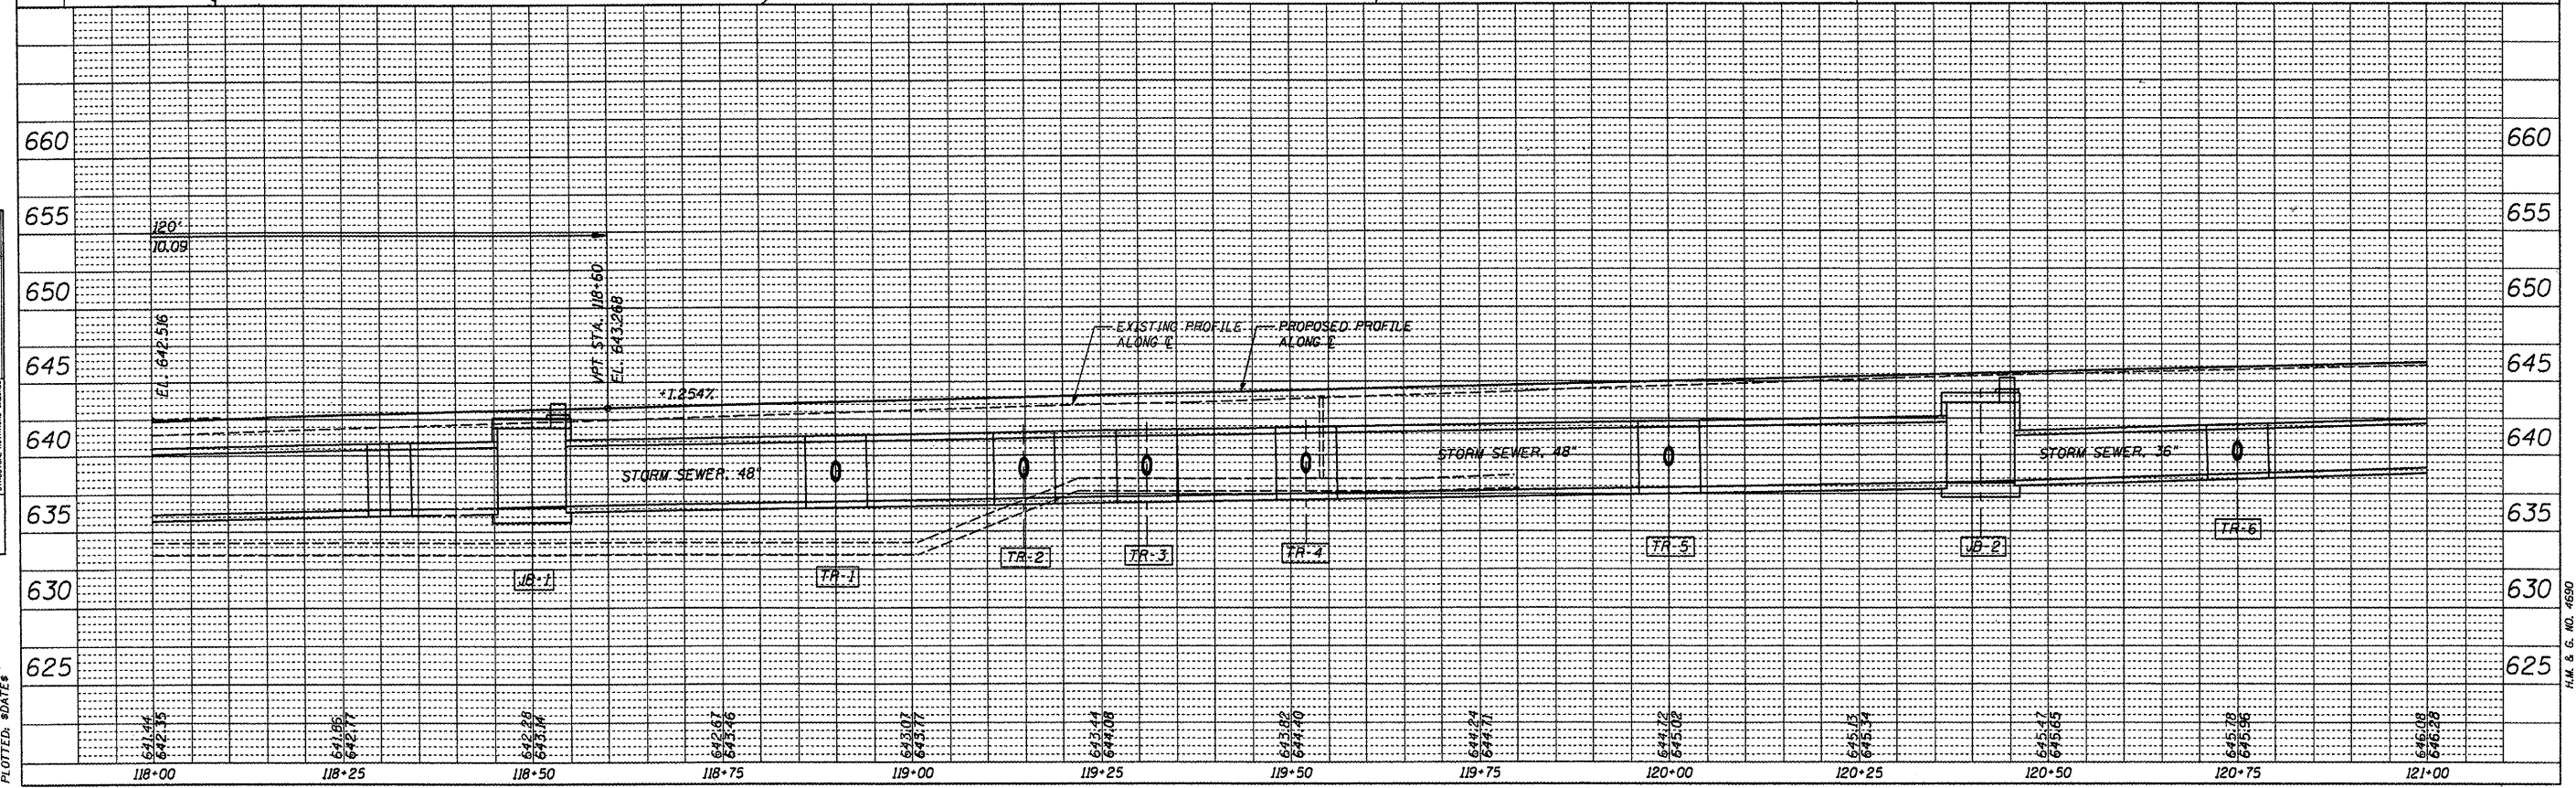 660 660
655 655
120'
10.09
650 650
EL. 642.516
VPT STA. 118+60
EL. 643.268
EXISTING PROFILE
ALONG ℄
PROPOSED PROFILE
ALONG ℄
645 645
+1.254%
640 640
STORM SEWER, 48"
STORM SEWER, 48"
STORM SEWER, 36"
635 635
JB-1
TR-1
TR-2
TR-3
TR-4
TR-5
JB-2
TR-6
630 630
625 625
641.44 641.86 642.28 642.67 643.07 643.44 643.82 644.24 644.72 645.13 645.47 645.78 646.08
642.35 642.77 643.14 643.46 643.77 644.08 644.40 644.71 645.02 645.34 645.65 645.96 646.28
118+00 118+25 118+50 118+75 119+00 119+25 119+50 119+75 120+00 120+25 120+50 120+75 121+00
PLOTTED: $DATE$
H.M. & G. NO. 4690